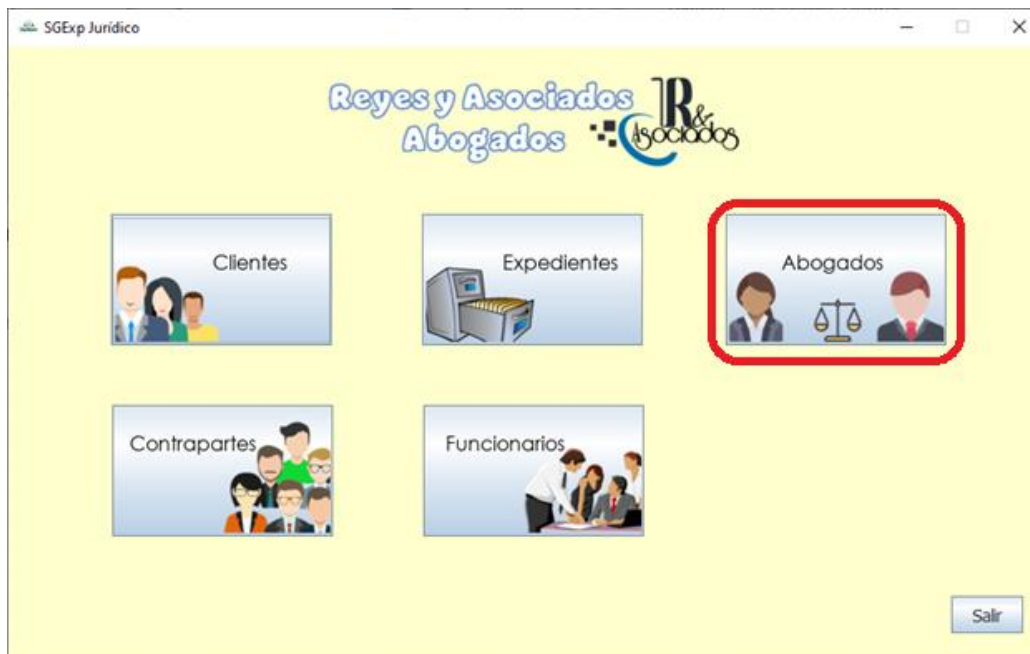 SGExp Jurídico
Reyes y Asociados
Abogados
R&
Asociados
Clientes
Expedientes
Abogados
Contrapartes
Funcionarios
Salir